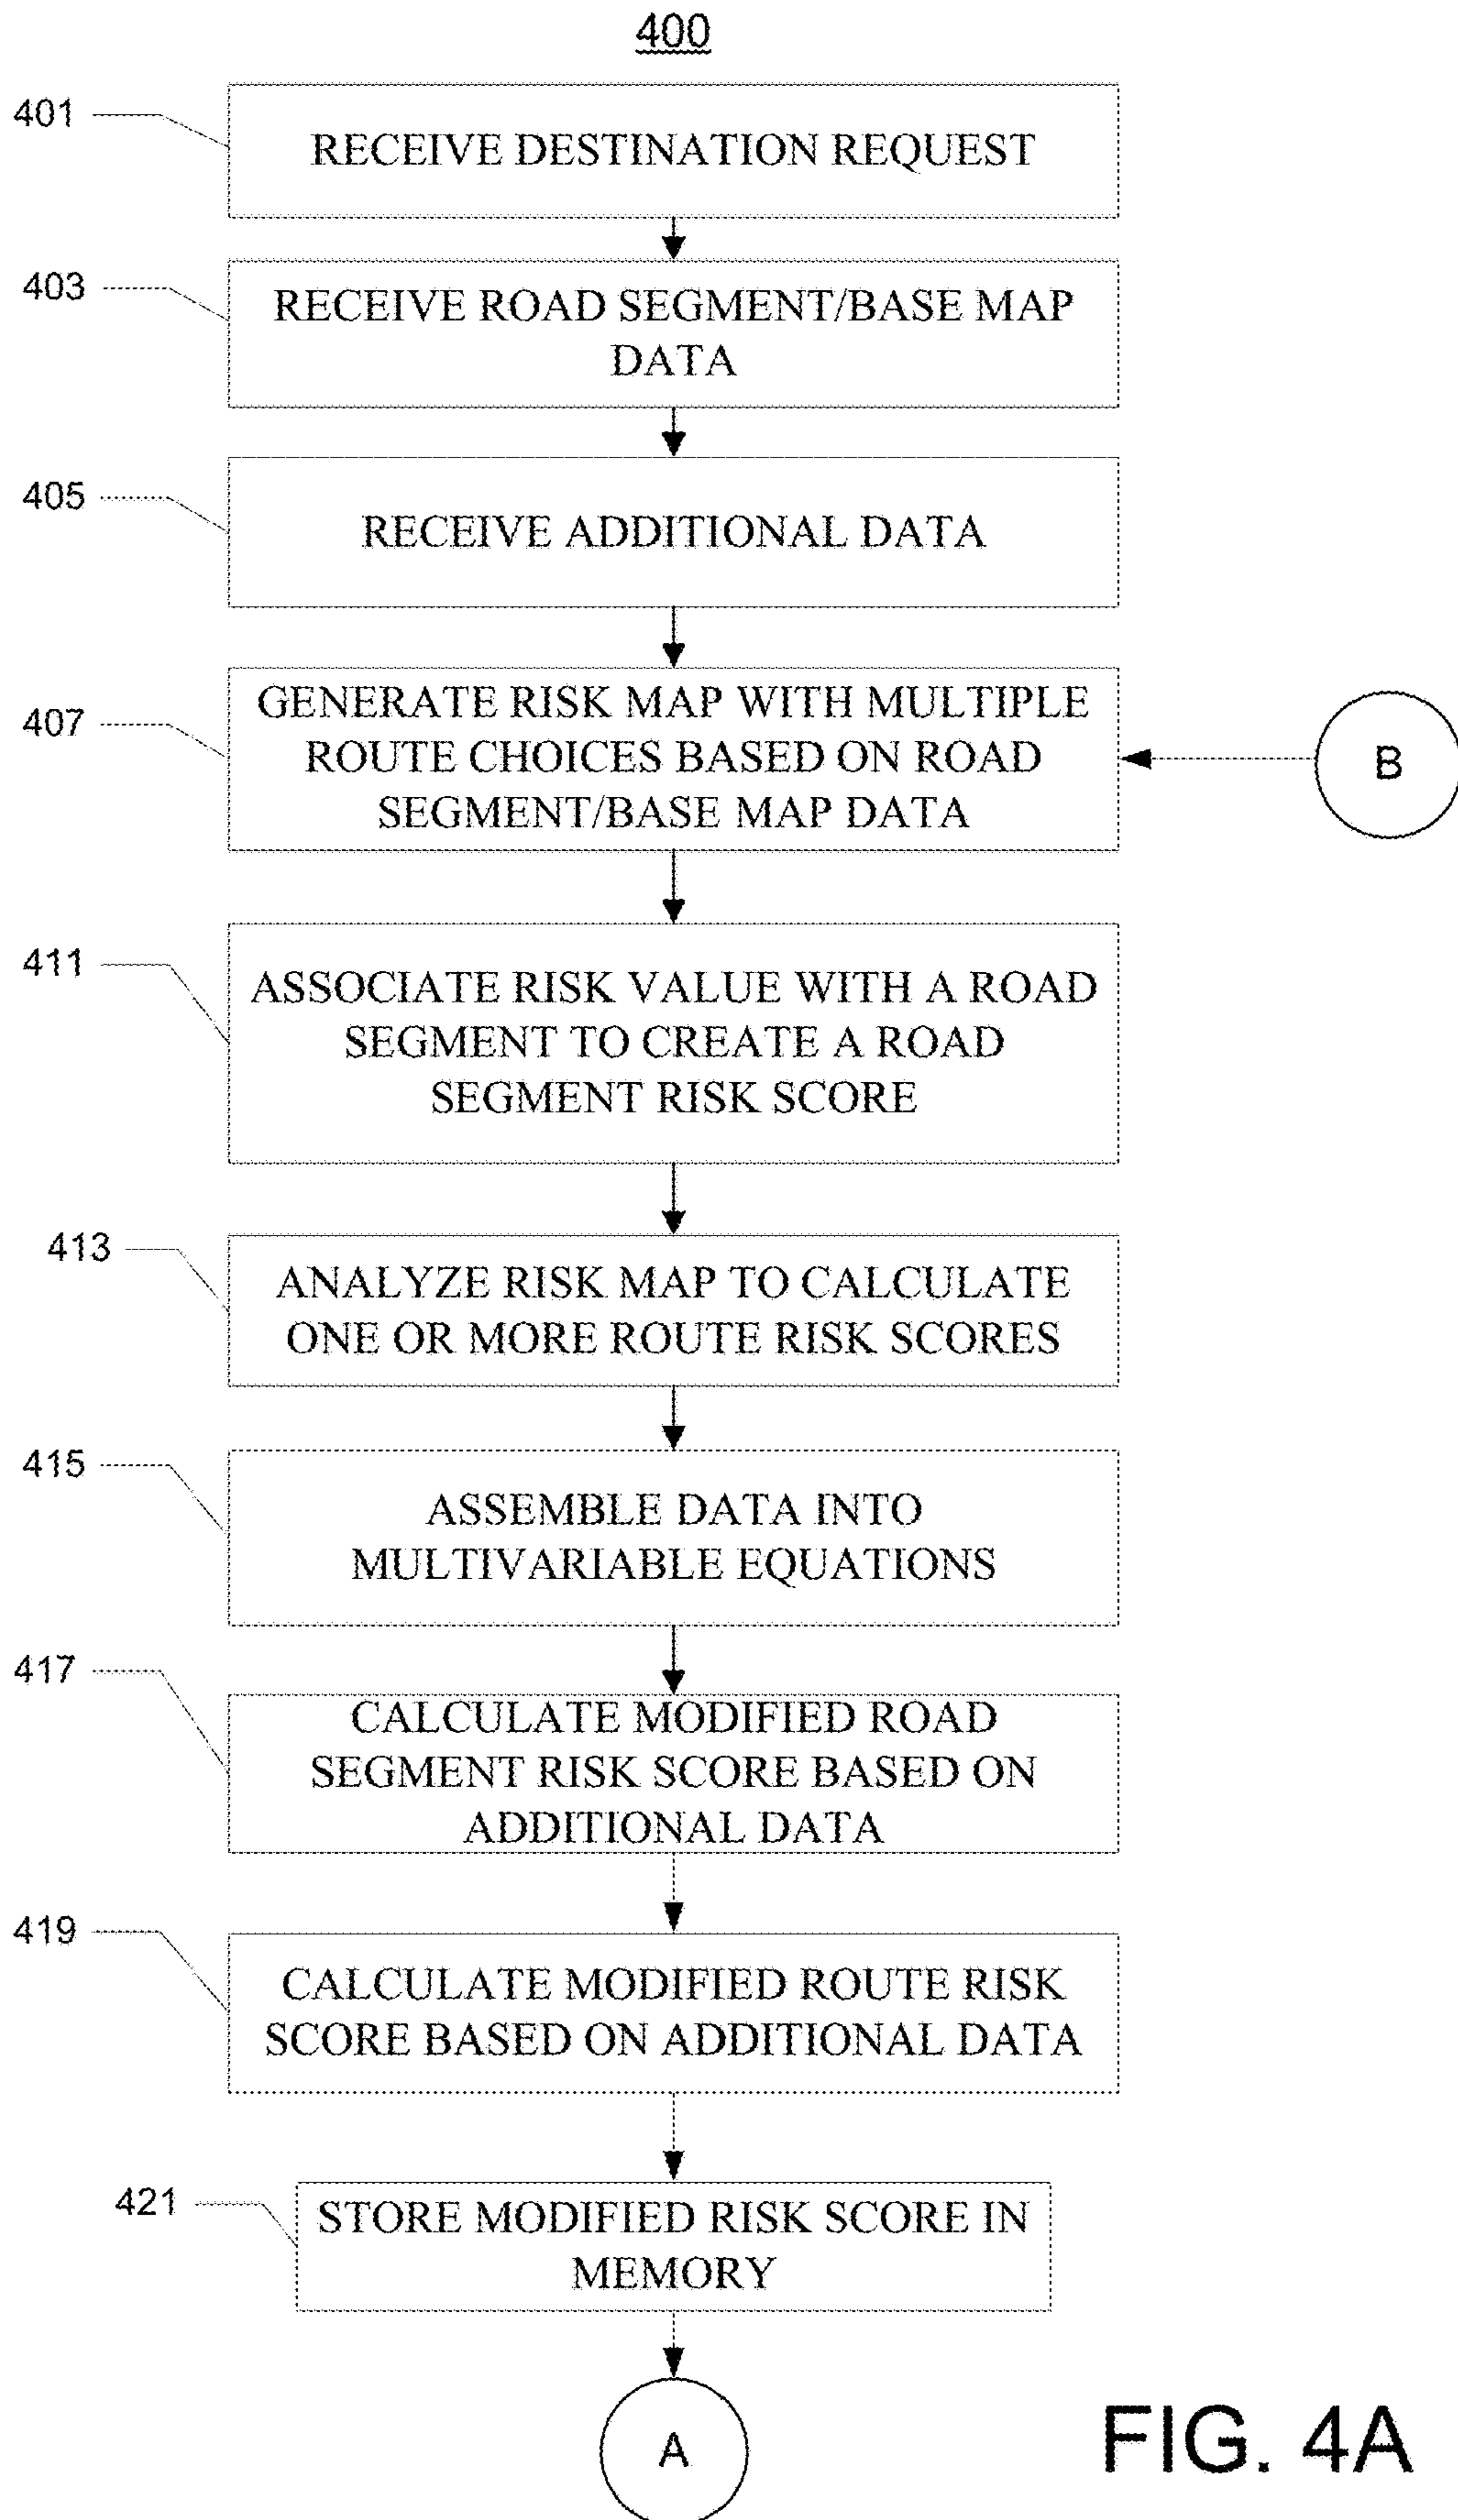 400
401
RECEIVE DESTINATION REQUEST
403
RECEIVE ROAD SEGMENT/BASE MAP
DATA
405
RECEIVE ADDITIONAL DATA
407
GENERATE RISK MAP WITH MULTIPLE
ROUTE CHOICES BASED ON ROAD
SEGMENT/BASE MAP DATA
B
411
ASSOCIATE RISK VALUE WITH A ROAD
SEGMENT TO CREATE A ROAD
SEGMENT RISK SCORE
413
ANALYZE RISK MAP TO CALCULATE
ONE OR MORE ROUTE RISK SCORES
415
ASSEMBLE DATA INTO
MULTIVARIABLE EQUATIONS
417
CALCULATE MODIFIED ROAD
SEGMENT RISK SCORE BASED ON
ADDITIONAL DATA
419
CALCULATE MODIFIED ROUTE RISK
SCORE BASED ON ADDITIONAL DATA
421
STORE MODIFIED RISK SCORE IN
MEMORY
A
FIG. 4A